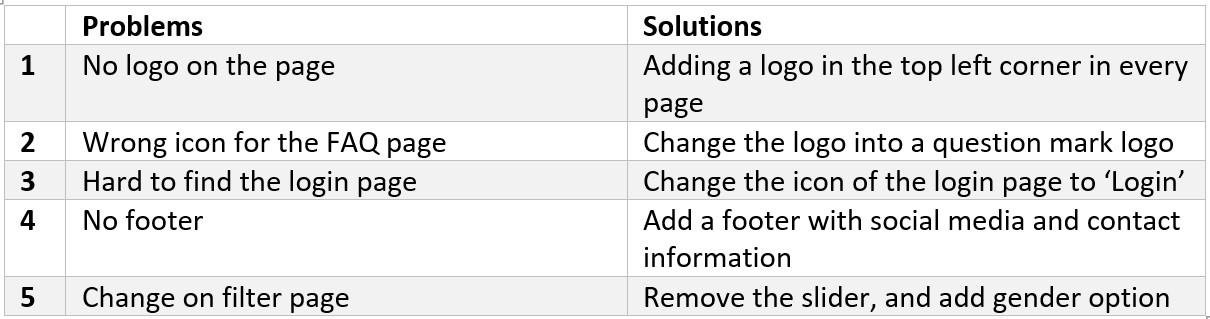 Problems Solutions
1 No logo on the page Adding a logo in the top left corner in every
page
2 Wrong icon for the FAQ page Change the logo into a question mark logo
3 Hard to find the login page Change the icon of the login page to ‘Login’
4 No footer Add a footer with social media and contact
information
5 Change on filter page Remove the slider, and add gender option